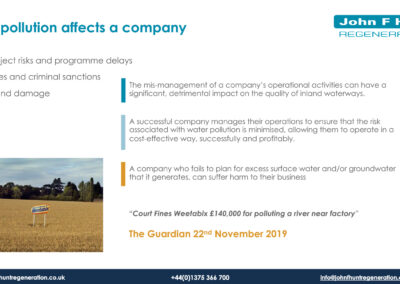 pollution affects a company
John F H
REGENERA
ject risks and programme delays
es and criminal sanctions
nd damage
The mis-management of a company's operational activities can have a
significant, detrimental impact on the quality of inland waterways.
A successful company manages their operations to ensure that the risk
associated with water pollution is minimised, allowing them to operate in a
cost-effective way, successfully and profitably.
A company who fails to plan for excess surface water and/or groundwater
that it generates, can suffer harm to their business
"Court Fines Weetabix £140,000 for polluting a river near factory"
The Guardian 22nd November 2019
fhuntregeneration.co.uk
+44(0)1375 366 700
info@johnfhuntregeneration.c